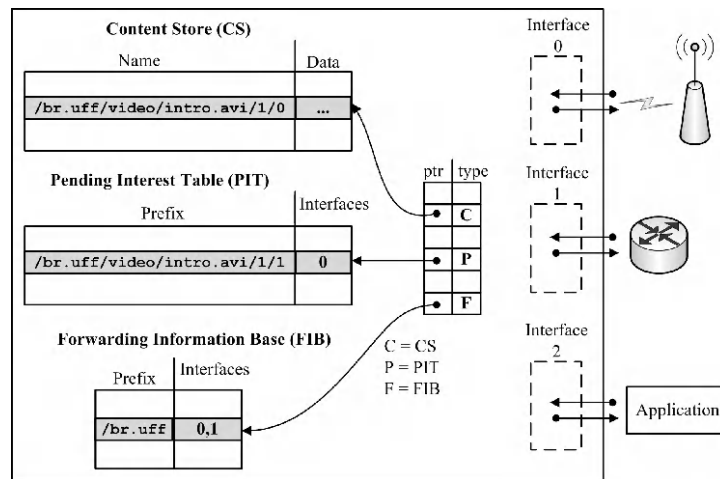 Content Store (CS)
Name Data
/br.uff/video/intro.avi/1/0 ...
Pending Interest Table (PIT)
Prefix Interfaces
/br.uff/video/intro.avi/1/1 0
Forwarding Information Base (FIB)
Prefix Interfaces
/br.uff 0,1
ptr type
C
P
F
C = CS
P = PIT
F = FIB
Interface
0
Interface
1
Interface
2
Application